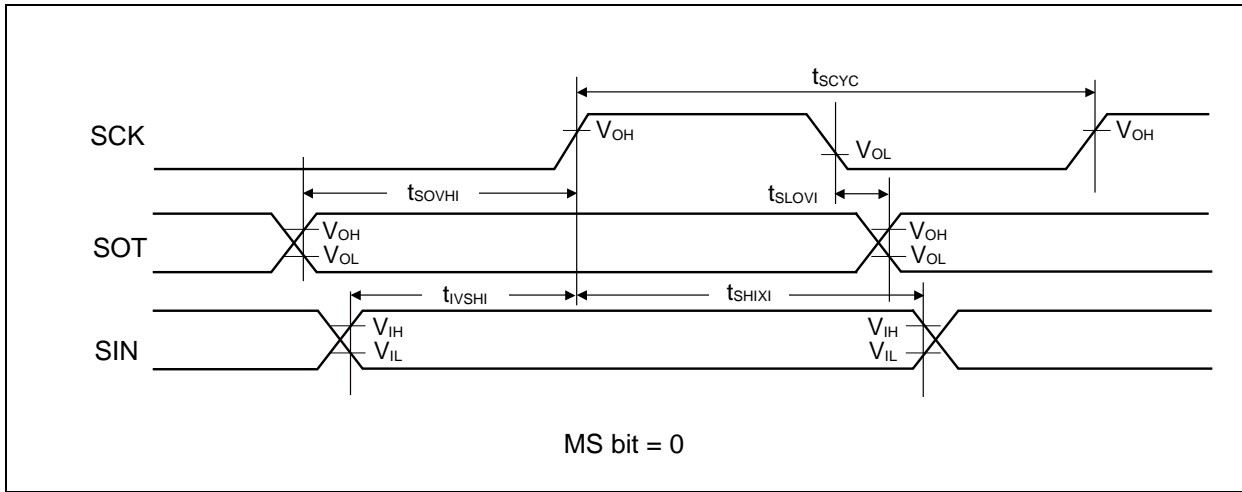 tSCYC
SCK
VOH
VOL
VOH
tSOVHI
tSLOVI
SOT
VOH
VOL
VOH
VOL
tIVSHI
tSHIXI
SIN
VIH
VIL
VIH
VIL
MS bit = 0